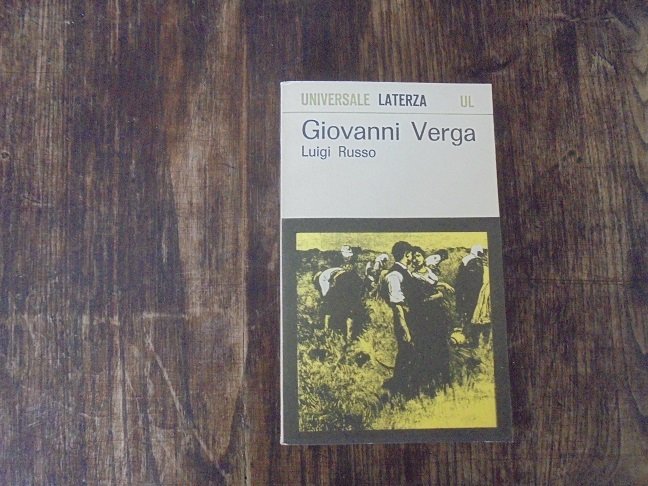 UNIVERSALE LATERZA UL
Giovanni Verga
Luigi Russo